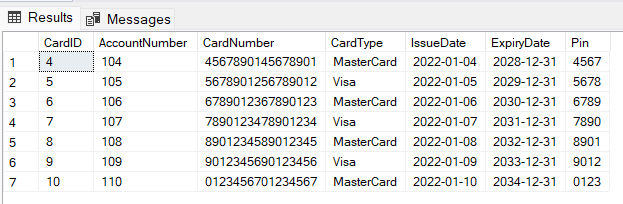 Results Messages
CardID AccountNumber CardNumber CardType IssueDate ExpiryDate Pin
1 4 104 4567890145678901 MasterCard 2022-01-04 2028-12-31 4567
2 5 105 5678901256789012 Visa 2022-01-05 2029-12-31 5678
3 6 106 6789012367890123 MasterCard 2022-01-06 2030-12-31 6789
4 7 107 7890123478901234 Visa 2022-01-07 2031-12-31 7890
5 8 108 8901234589012345 MasterCard 2022-01-08 2032-12-31 8901
6 9 109 9012345690123456 Visa 2022-01-09 2033-12-31 9012
7 10 110 0123456701234567 MasterCard 2022-01-10 2034-12-31 0123